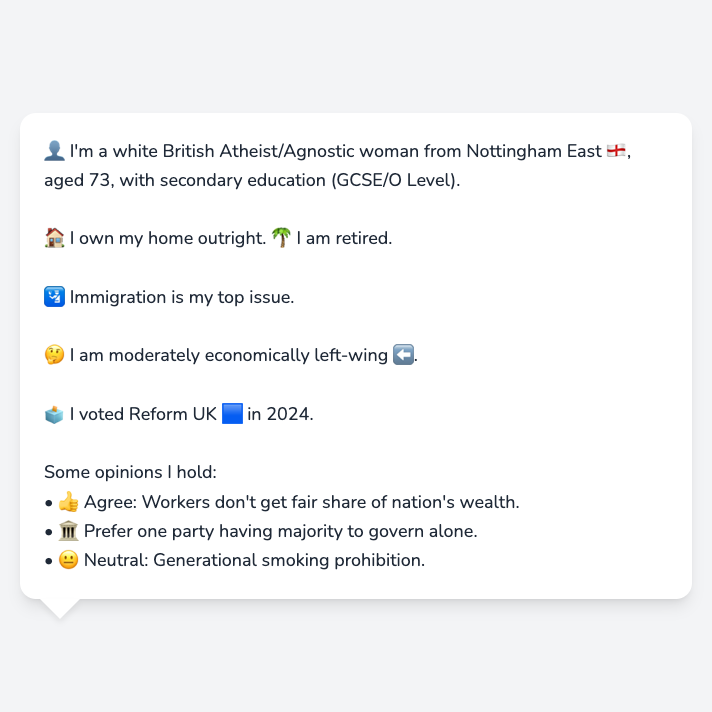 👤 I'm a white British Atheist/Agnostic woman from Nottingham East 🏴󠁧󠁢󠁥󠁮󠁧󠁿,
aged 73, with secondary education (GCSE/O Level).
🏠 I own my home outright. 🌴 I am retired.
🛂 Immigration is my top issue.
🤔 I am moderately economically left-wing ⬅️.
🗳️ I voted Reform UK 🟦 in 2024.
Some opinions I hold:
• 👍 Agree: Workers don't get fair share of nation's wealth.
• 🏛️ Prefer one party having majority to govern alone.
• 😐 Neutral: Generational smoking prohibition.